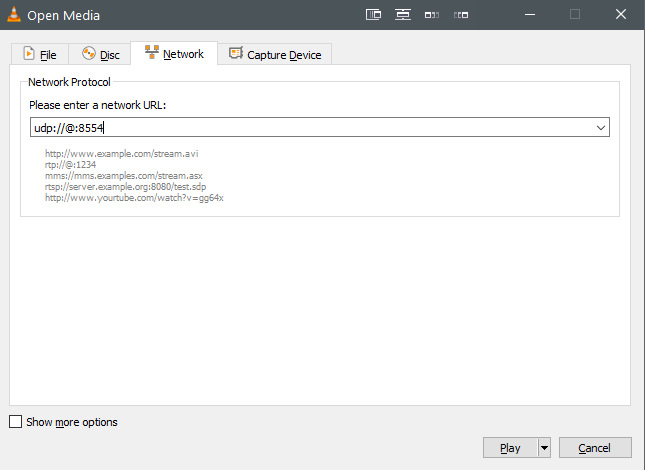 Open Media
File
Disc
Network
Capture Device
Network Protocol
Please enter a network URL:
udp://@:8554
http://www.example.com/stream.avi
rtp://@:1234
mms://mms.examples.com/stream.asx
rtsp://server.example.org:8080/test.sdp
http://www.yourtube.com/watch?v=gg64x
Show more options
Play
Cancel